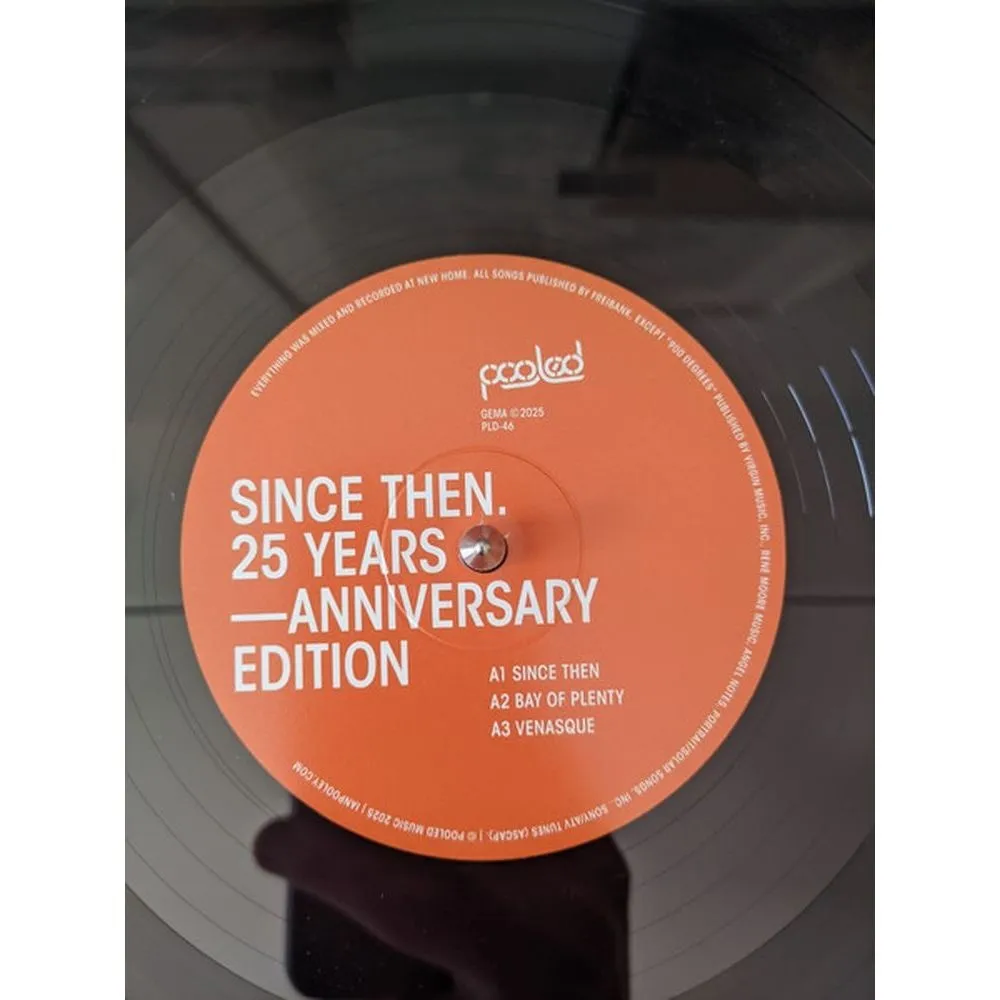 EVERYTHING WAS MIXED AND RECORDED AT NEW HOME. ALL SONGS PUBLISHED BY FREIBANK, EXCEPT "900 DEGREES" PUBLISHED BY VIRGIN MUSIC, INC., RENE MOORE MUSIC, ANGEL NOTES, PORTRAIT/SOLAR SONGS, INC., SONY/ATV TUNES (ASCAP). | © POOLED MUSIC 2025 | IANPOOLEY.COM
pooled
GEMA ©2025
PLD-46
SINCE THEN.
25 YEARS
—ANNIVERSARY
EDITION
A1 SINCE THEN
A2 BAY OF PLENTY
A3 VENASQUE